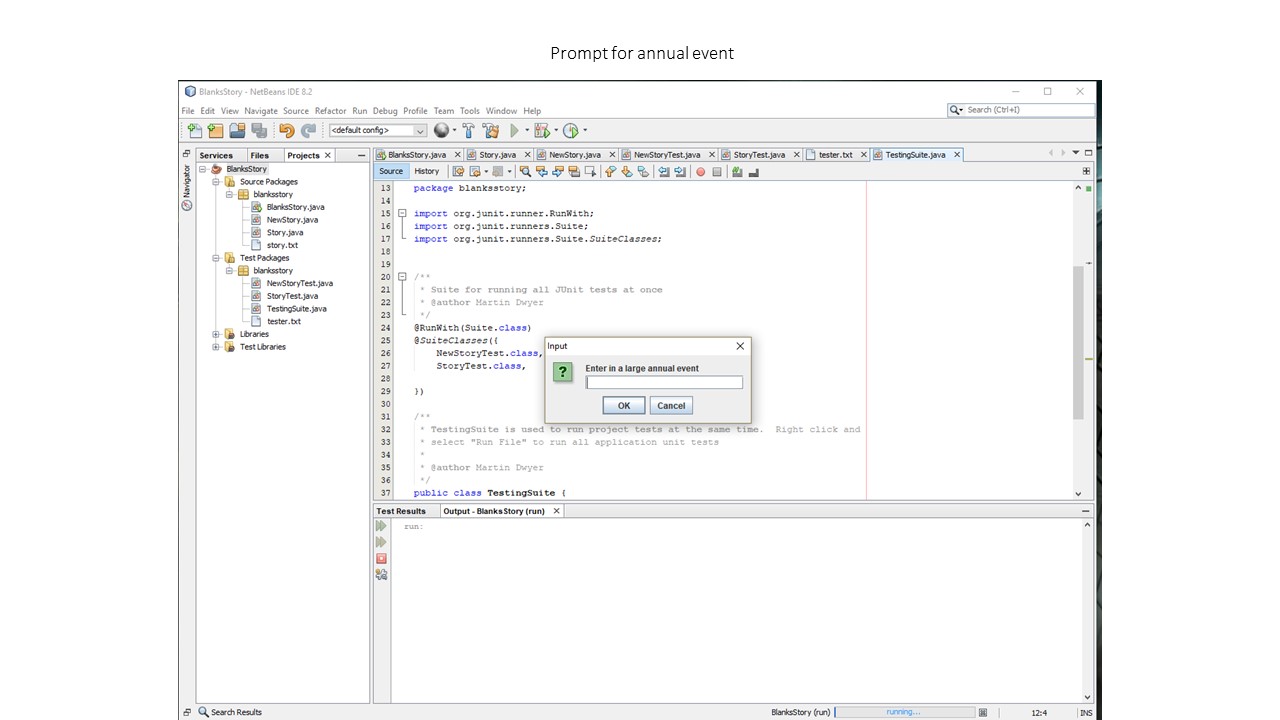 Prompt for annual event
BlanksStory - NetBeans IDE 8.2
File Edit View Navigate Source Refactor Run Debug Profile Team Tools Window Help
Search (Ctrl+I)
<default config>
Services Files Projects
BlanksStory.java Story.java NewStory.java NewStoryTest.java StoryTest.java tester.txt TestingSuite.java
Navigator
BlanksStory
Source Packages
blanksstory
BlanksStory.java
NewStory.java
Story.java
story.txt
Test Packages
blanksstory
NewStoryTest.java
StoryTest.java
TestingSuite.java
tester.txt
Libraries
Test Libraries
Source History
13 package blanksstory;
14
15 import org.junit.runner.RunWith;
16 import org.junit.runners.Suite;
17 import org.junit.runners.Suite.SuiteClasses;
18
19
20 /**
21 * Suite for running all JUnit tests at once
22 * @author Martin Dwyer
23 */
24 @RunWith(Suite.class)
25 @SuiteClasses({
26 NewStoryTest.class,
27 StoryTest.class,
28
29 })
30
31 /**
32 * TestingSuite is used to run project tests at the same time. Right click and
33 * select "Run File" to run all application unit tests
34 *
35 * @author Martin Dwyer
36 */
37 public class TestingSuite {
Input
?
Enter in a large annual event
OK Cancel
Test Results Output - BlanksStory (run)
run:
Search Results
BlanksStory (run) running... 12:4 INS